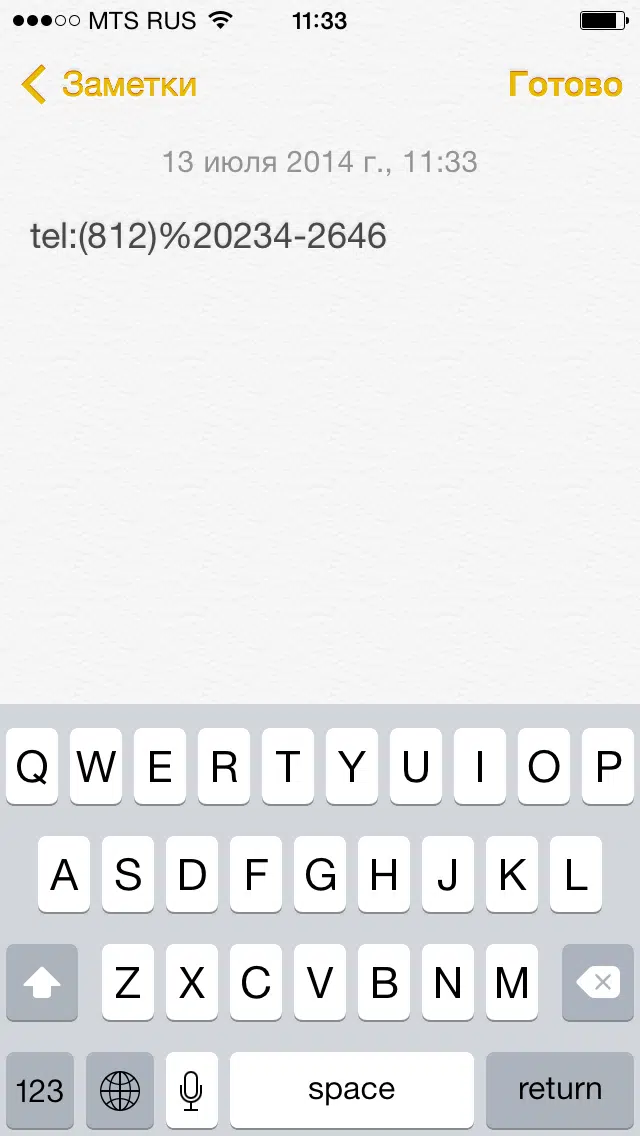 MTS RUS 11:33
Заметки Готово
13 июля 2014 г., 11:33
tel:(812)%20234-2646
Q W E R T Y U I O P
A S D F G H J K L
Z X C V B N M
123 space return